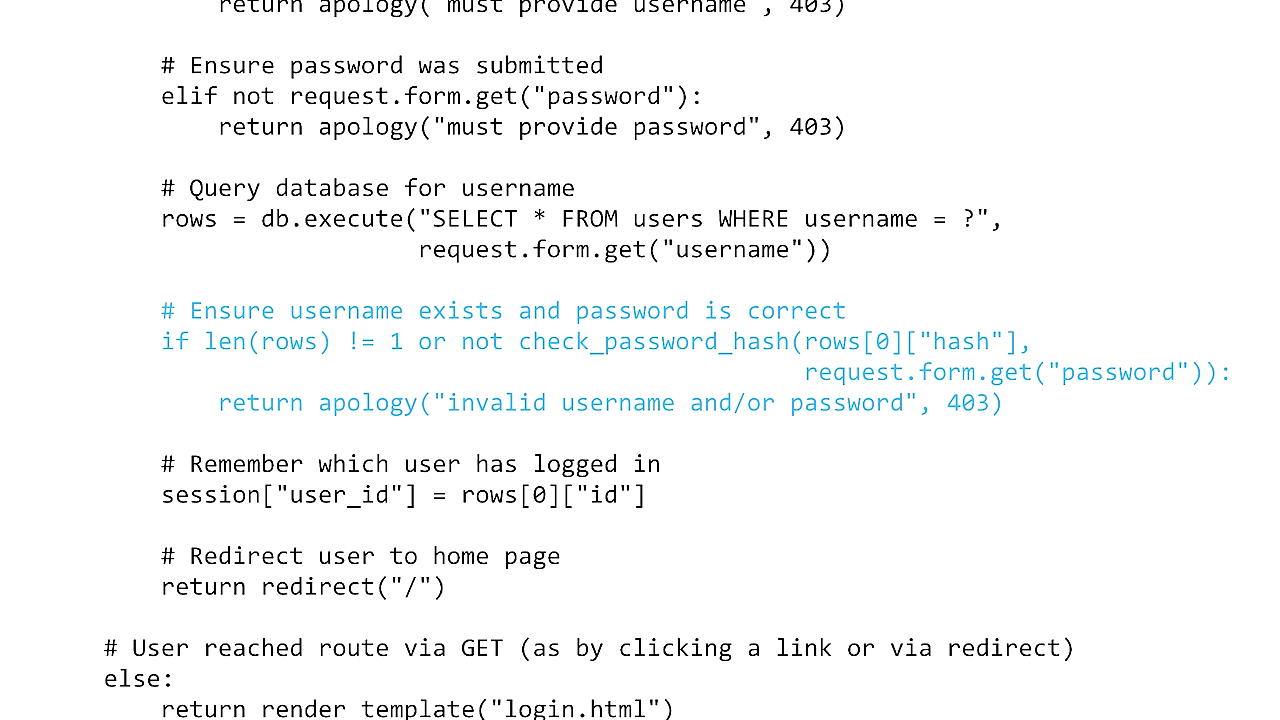 return apology("must provide username", 403)

    # Ensure password was submitted
    elif not request.form.get("password"):
        return apology("must provide password", 403)

    # Query database for username
    rows = db.execute("SELECT * FROM users WHERE username = ?",
                      request.form.get("username"))

    # Ensure username exists and password is correct
    if len(rows) != 1 or not check_password_hash(rows[0]["hash"],
                                                 request.form.get("password")):
        return apology("invalid username and/or password", 403)

    # Remember which user has logged in
    session["user_id"] = rows[0]["id"]

    # Redirect user to home page
    return redirect("/")

# User reached route via GET (as by clicking a link or via redirect)
else:
    return render_template("login.html")